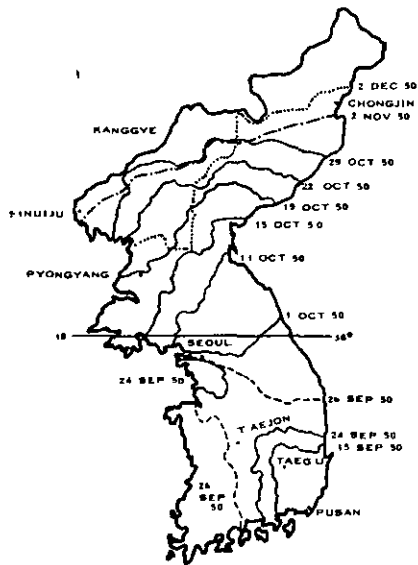 2 DEC 50
CHONGJIN
2 NOV 50
KANGGYE
29 OCT 50
22 OCT 50
19 OCT 50
SINUIJU
15 OCT 50
11 OCT 50
PYONGYANG
1 OCT 50
38°
SEOUL
24 SEP 50
26 SEP 50
TAEJON
24 SEP 50
15 SEP 50
TAEGU
26
SEP
50
PUSAN